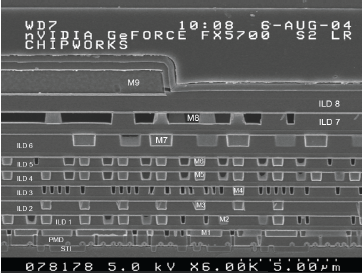 WD7 10:08 6-AUG-04
nVIDIA GeFORCE FX5700 S2 LR
CHIPWORKS
M9
ILD 8
M8
ILD 7
ILD 6
M7
ILD 5
M6
ILD 4
M5
ILD 3
M4
ILD 2
M3
ILD 1
M2
M1
PMD
STI
078178 5.0 kV X6.00K 5.00µm